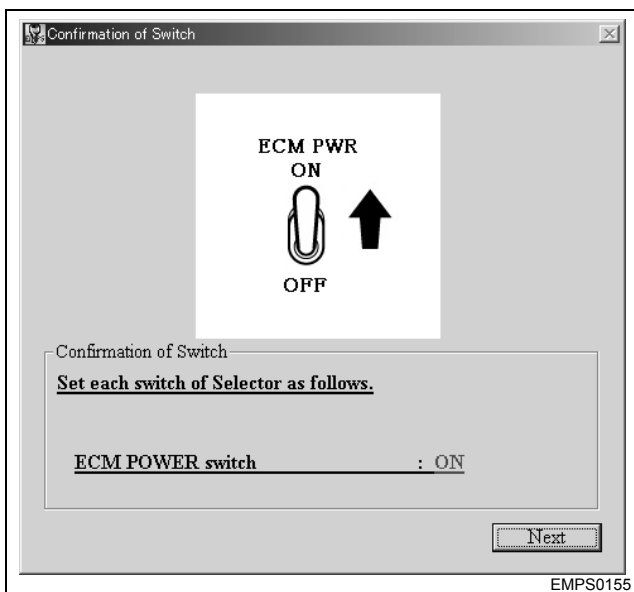 Confirmation of Switch
ECM PWR
ON
OFF
Confirmation of Switch
Set each switch of Selector as follows.
ECM POWER switch : ON
Next
EMPS0155